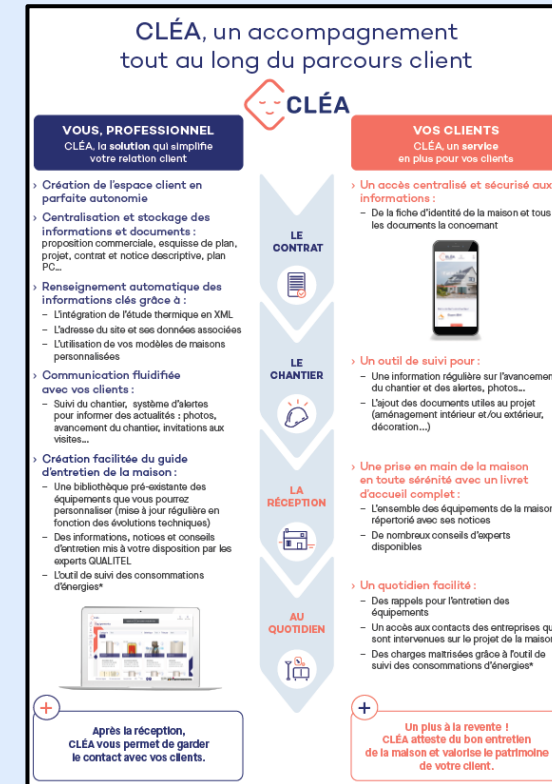 CLÉA, un accompagnement
tout au long du parcours client
CLÉA
VOUS, PROFESSIONNEL
CLÉA, la solution qui simplifie
votre relation client
› Création de l'espace client en
parfaite autonomie
› Centralisation et stockage des
informations et documents :
proposition commerciale, esquisse de plan,
projet, contrat et notice descriptive, plan
PC...
› Renseignement automatique des
informations clés grâce à :
– L'intégration de l'étude thermique en XML
– L'adresse du site et ses données associées
– L'utilisation de vos modèles de maisons
personnalisées
› Communication fluidifiée
avec vos clients :
– Suivi du chantier, système d'alertes
pour informer des actualités : photos,
avancement du chantier, invitations aux
visites...
› Création facilitée du guide
d'entretien de la maison :
– Une bibliothèque pré-existante des
équipements que vous pourrez
personnaliser (mise à jour régulière en
fonction des évolutions techniques)
– Des informations, notices et conseils
d'entretien mis à votre disposition par les
experts QUALITEL
– L'outil de suivi des consommations
d'énergies*
+
Après la réception,
CLÉA vous permet de garder
le contact avec vos clients.
LE
CONTRAT
LE
CHANTIER
LA
RÉCEPTION
AU
QUOTIDIEN
VOS CLIENTS
CLÉA, un service
en plus pour vos clients
› Un accès centralisé et sécurisé aux
informations :
– De la fiche d'identité de la maison et tous
les documents la concernant
› Un outil de suivi pour :
– Une information régulière sur l'avancemen
du chantier et des alertes, photos...
– L'ajout des documents utiles au projet
(aménagement intérieur et/ou extérieur,
décoration...)
› Une prise en main de la maison
en toute sérénité avec un livret
d'accueil complet :
– L'ensemble des équipements de la maison
répertorié avec ses notices
– De nombreux conseils d'experts
disponibles
› Un quotidien facilité :
– Des rappels pour l'entretien des
équipements
– Un accès aux contacts des entreprises qu
sont intervenues sur le projet de la maison
– Des charges maîtrisées grâce à l'outil de
suivi des consommations d'énergies*
+
Un plus à la revente !
CLÉA atteste du bon entretien
de la maison et valorise le patrimoine
de votre client.